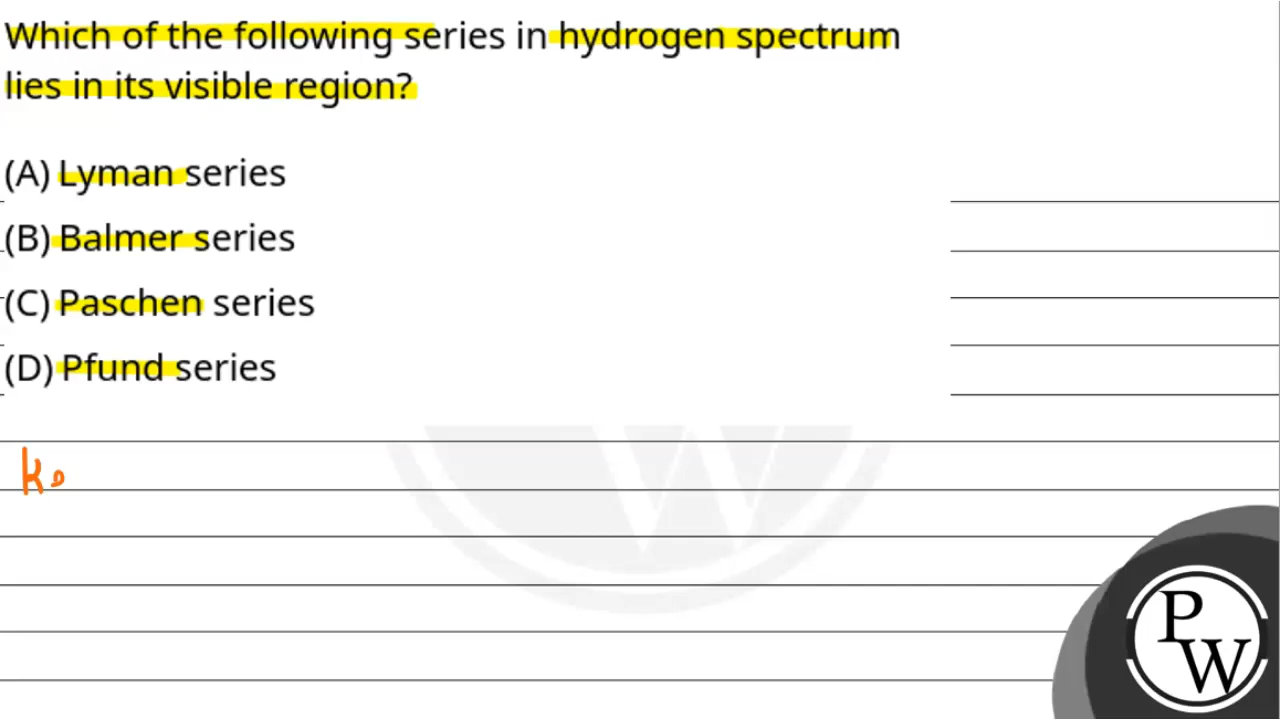 Which of the following series in hydrogen spectrum
lies in its visible region?
(A) Lyman series
(B) Balmer series
(C) Paschen series
(D) Pfund series
PW